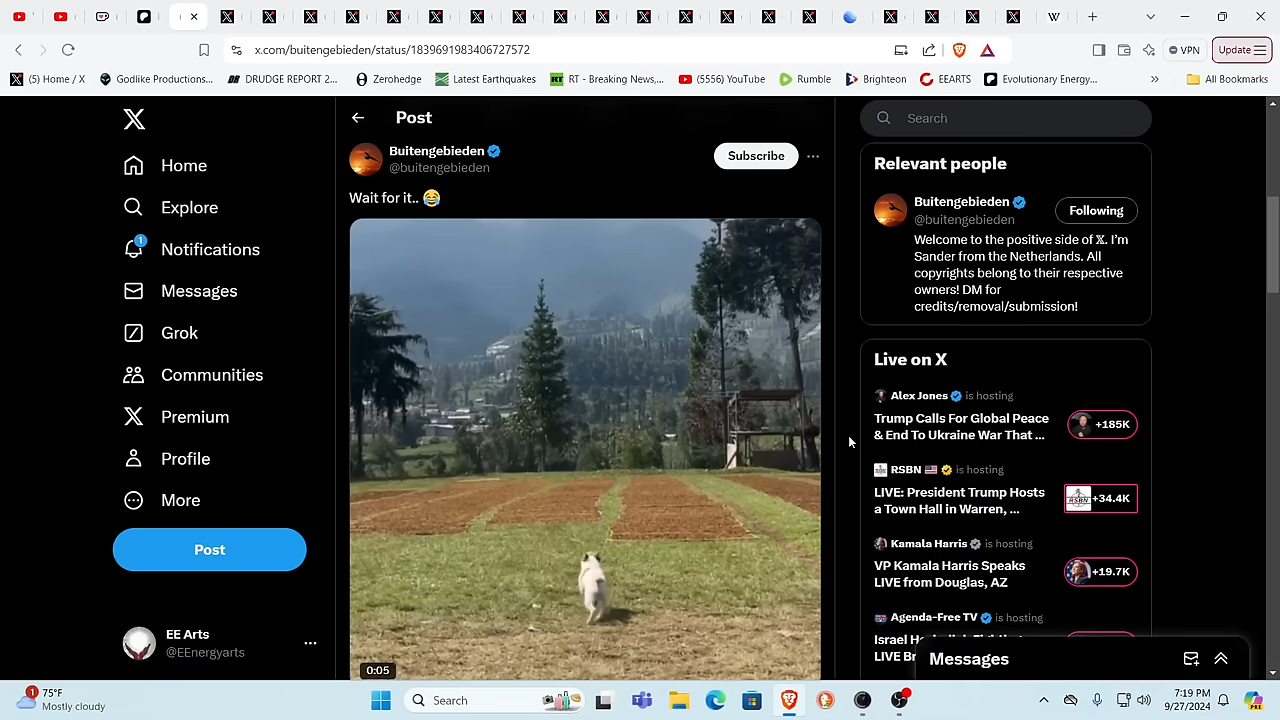 x.com/buitengebieden/status/1839691983406727572
VPN
Update
(5) Home / X
Godlike Productions...
DRUDGE REPORT 2...
Zerohedge
Latest Earthquakes
RT - Breaking News,...
(5556) YouTube
Rumble
Brighteon
EEARTS
Evolutionary Energy...
All Bookmarks
Home
Explore
1
Notifications
Messages
Grok
Communities
Premium
Profile
More
Post
EE Arts
@EEnergyarts
Post
Buitengebieden
@buitengebieden
Subscribe
Wait for it.. 😂
0:05
Search
Relevant people
Buitengebieden
@buitengebieden
Following
Welcome to the positive side of 𝕏. I'm
Sander from the Netherlands. All
copyrights belong to their respective
owners! DM for
credits/removal/submission!
Live on X
Alex Jones is hosting
Trump Calls For Global Peace
& End To Ukraine War That ...
+185K
RSBN 🇺🇸 is hosting
LIVE: President Trump Hosts
a Town Hall in Warren, ...
+34.4K
Kamala Harris is hosting
VP Kamala Harris Speaks
LIVE from Douglas, AZ
+19.7K
Agenda-Free TV is hosting
Messages
1
75°F
Mostly cloudy
Search
7:19 PM
9/27/2024